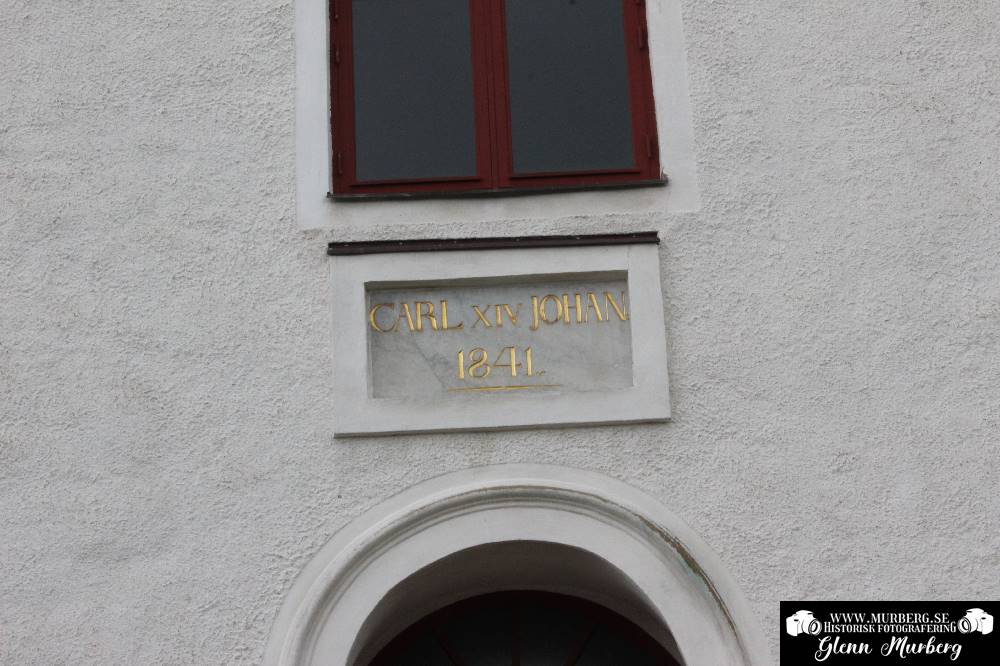 CARL XIV JOHAN
1841.
WWW.MURBERG.SE
HISTORISK FOTOGRAFERING
Glenn Murberg